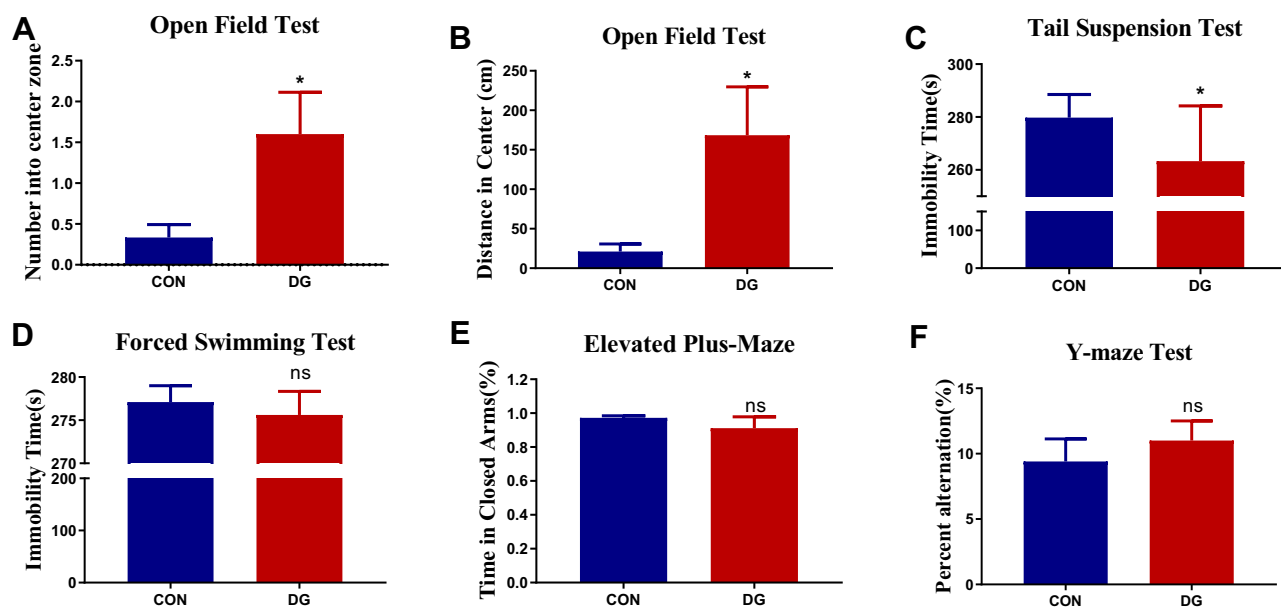 A
Open Field Test
Number into center zone
2.5
2.0
1.5
1.0
0.5
0.0
*
CON
DG
B
Open Field Test
Distance in Center (cm)
250
200
150
100
50
0
*
CON
DG
C
Tail Suspension Test
Immobility Time(s)
300
280
260
100
0
*
CON
DG
D
Forced Swimming Test
Immobility Time(s)
280
275
270
200
100
0
ns
CON
DG
E
Elevated Plus-Maze
Time in Closed Arms(%)
1.2
1.0
0.8
0.6
0.4
0.2
0.0
ns
CON
DG
F
Y-maze Test
Percent alternation(%)
15
10
5
0
ns
CON
DG